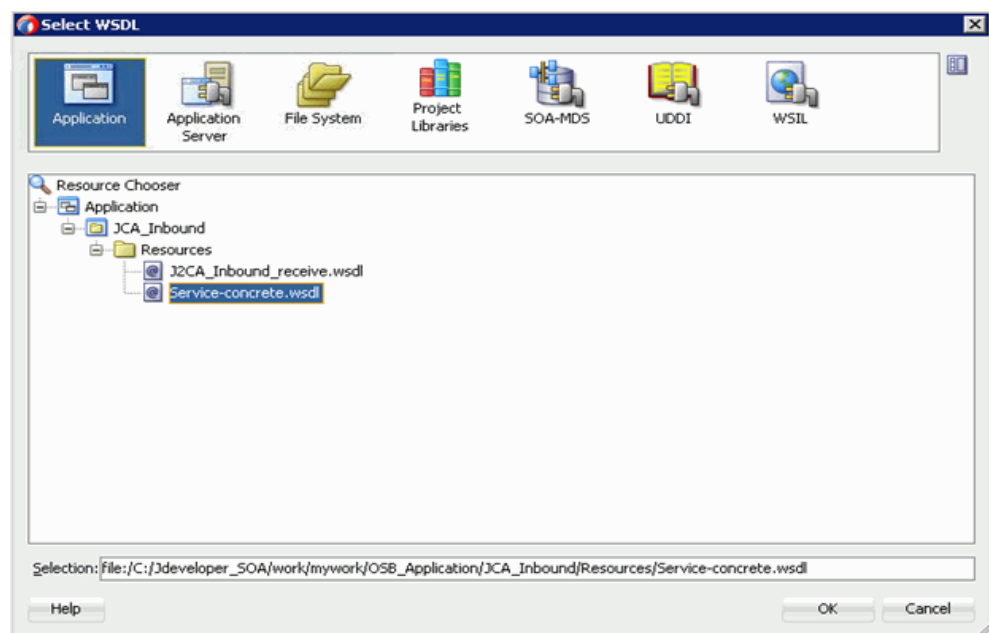 Select WSDL
Application
Application Server
File System
Project Libraries
SOA-MDS
UDDI
WSIL
Resource Chooser
Application
JCA_Inbound
Resources
J2CA_Inbound_receive.wsdl
Service-concrete.wsdl
Selection: file:/C:/Jdeveloper_SOA/work/mywork/OSB_Application/JCA_Inbound/Resources/Service-concrete.wsdl
Help OK Cancel